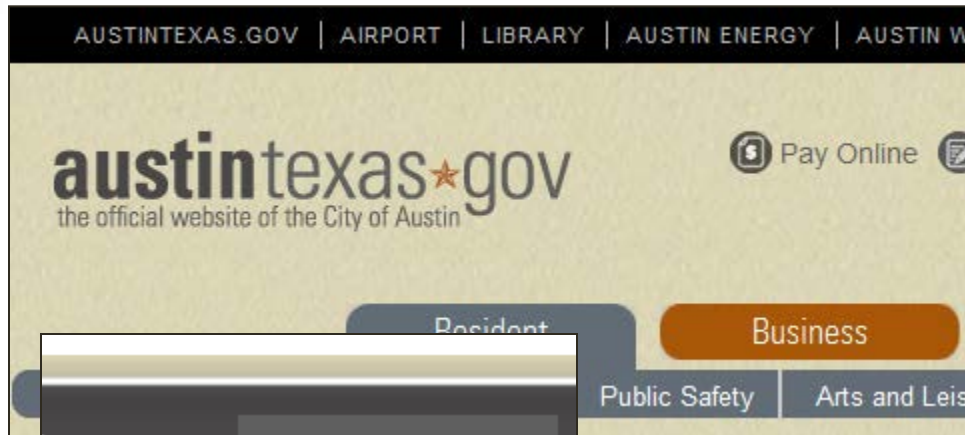 AUSTINTEXAS.GOV | AIRPORT | LIBRARY | AUSTIN ENERGY | AUSTIN
austintexas gov
the official website of the City of Austin
Pay Online
Resident Business
Public Safety Arts and